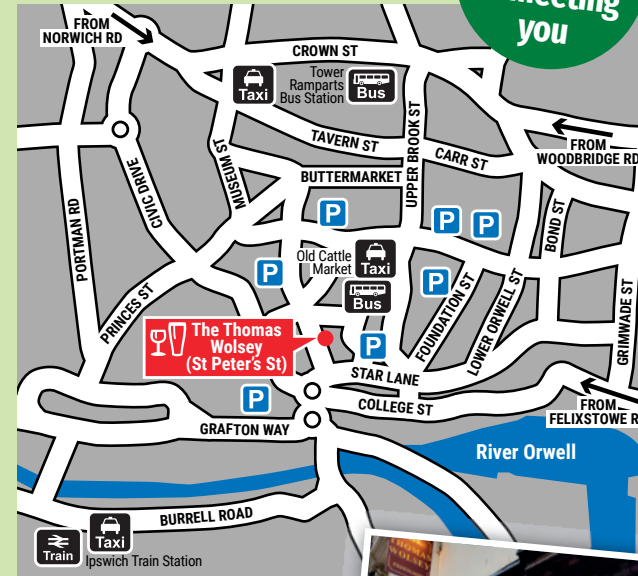 meeting
you
FROM
NORWICH RD
CROWN ST
Taxi
Tower
Ramparts
Bus Station
Bus
TAVERN ST
CARR ST
FROM
WOODBRIDGE RD
MUSEUM ST
UPPER BROOK ST
BUTTERMARKET
CIVIC DRIVE
PORTMAN RD
BOND ST
P
P
P
Old Cattle
Market
Taxi
P
P
Bus
PRINCES ST
FOUNDATION ST
LOWER ORWELL ST
GRIMWADE ST
The Thomas
Wolsey
(St Peter's St)
P
STAR LANE
P
COLLEGE ST
FROM
FELIXSTOWE R
GRAFTON WAY
River Orwell
BURRELL ROAD
Train
Taxi
Ipswich Train Station
THOMAS
WOLSEY